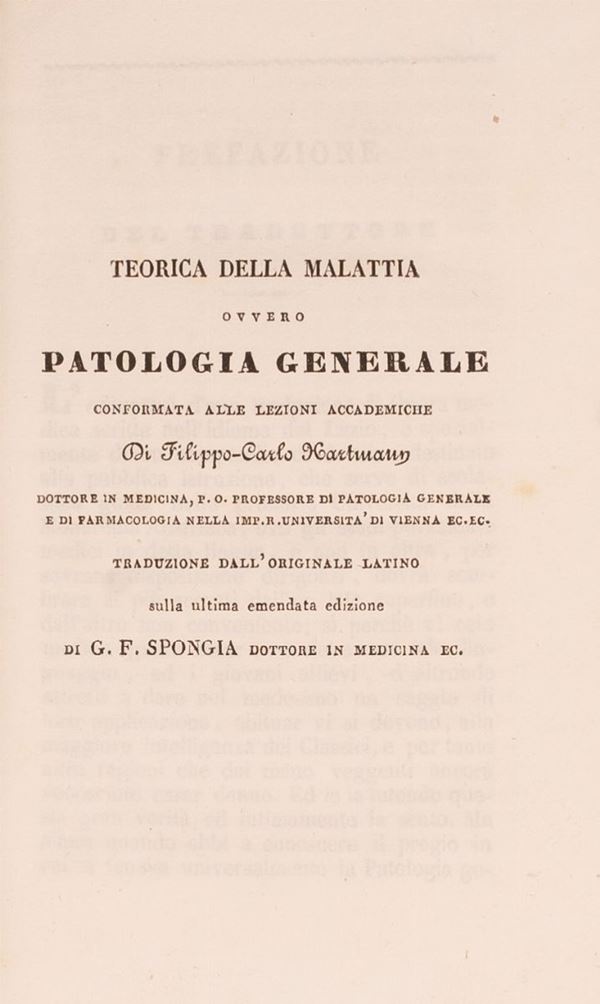 TEORICA DELLA MALATTIA
OVVERO
PATOLOGIA GENERALE
CONFORMATA ALLE LEZIONI ACCADEMICHE
Di Filippo-Carlo Hartmann
DOTTORE IN MEDICINA, P. O. PROFESSORE DI PATOLOGIA GENERALE
E DI FARMACOLOGIA NELLA IMP. R. UNIVERSITA' DI VIENNA EC. EC.
TRADUZIONE DALL' ORIGINALE LATINO
sulla ultima emendata edizione
DI G. F. SPONGIA DOTTORE IN MEDICINA EC.